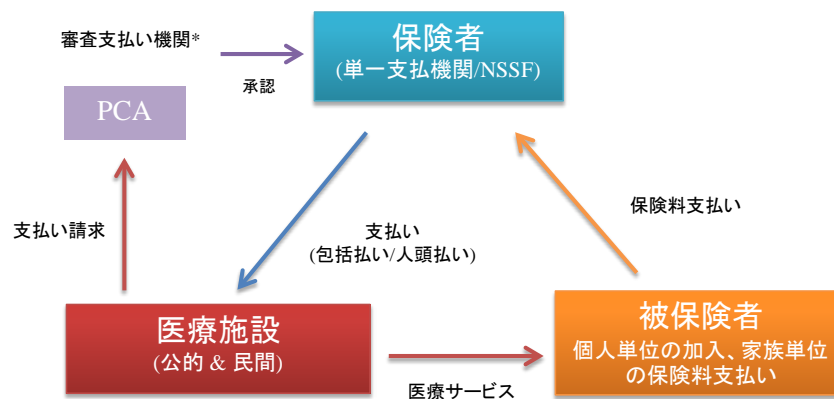 審査支払い機関*
保険者
(単一支払機関/NSSF)
承認
PCA
保険料支払い
支払い請求
支払い
(包括払い/人頭払い)
医療施設
(公的 & 民間)
被保険者
個人単位の加入、家族単位
の保険料支払い
医療サービス